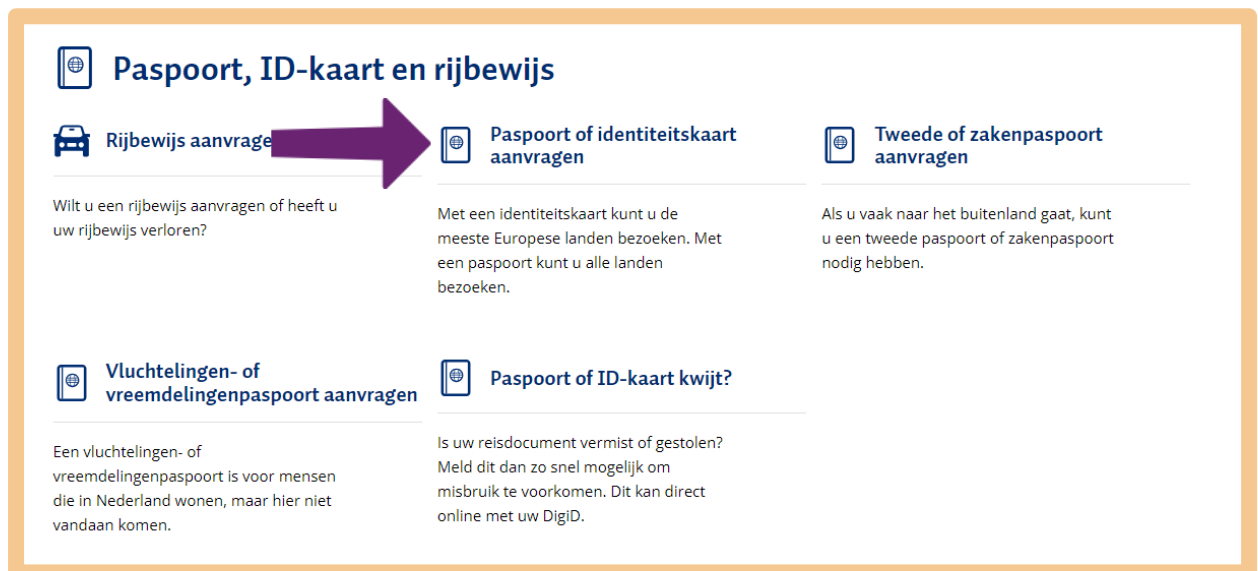 Paspoort, ID-kaart en rijbewijs
Rijbewijs aanvrage
Wilt u een rijbewijs aanvragen of heeft u
uw rijbewijs verloren?
Paspoort of identiteitskaart
aanvragen
Met een identiteitskaart kunt u de
meeste Europese landen bezoeken. Met
een paspoort kunt u alle landen
bezoeken.
Tweede of zakenpaspoort
aanvragen
Als u vaak naar het buitenland gaat, kunt
u een tweede paspoort of zakenpaspoort
nodig hebben.
Vluchtelingen- of
vreemdelingenpaspoort aanvragen
Een vluchtelingen- of
vreemdelingenpaspoort is voor mensen
die in Nederland wonen, maar hier niet
vandaan komen.
Paspoort of ID-kaart kwijt?
Is uw reisdocument vermist of gestolen?
Meld dit dan zo snel mogelijk om
misbruik te voorkomen. Dit kan direct
online met uw DigiD.